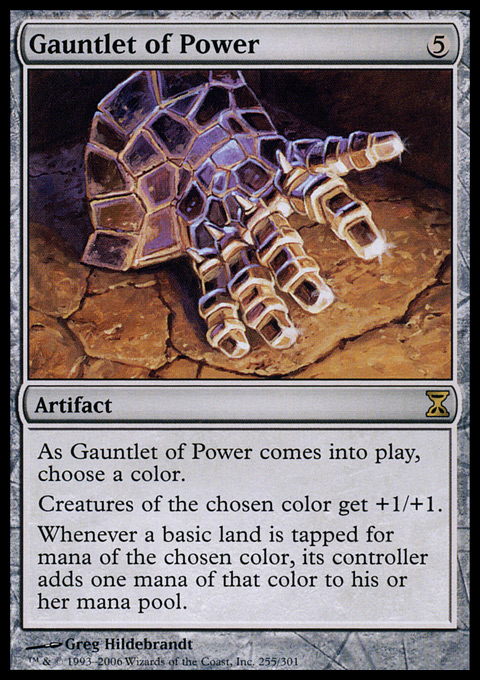 Gauntlet of Power 5
Artifact
As Gauntlet of Power comes into play,
choose a color.
Creatures of the chosen color get +1/+1.
Whenever a basic land is tapped for
mana of the chosen color, its controller
adds one mana of that color to his or
her mana pool.
Greg Hildebrandt
™ & © 1993–2006 Wizards of the Coast, Inc. 255/301